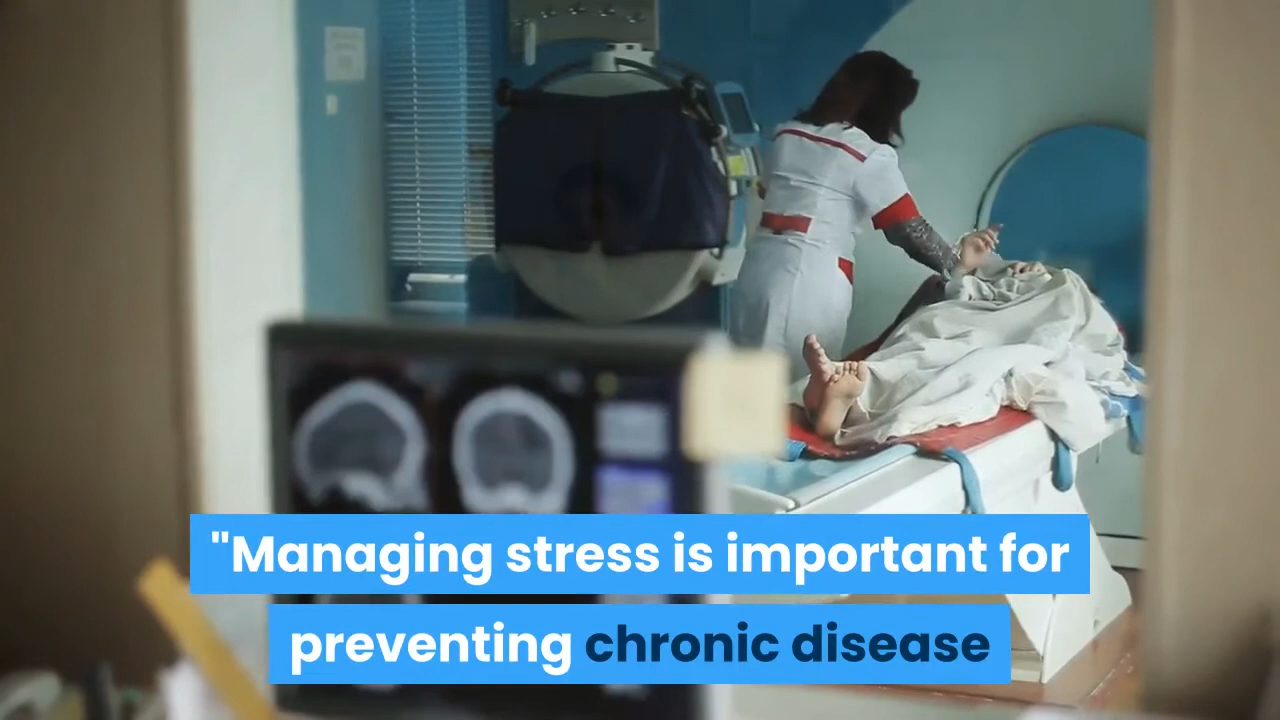 "Managing stress is important for
preventing chronic disease